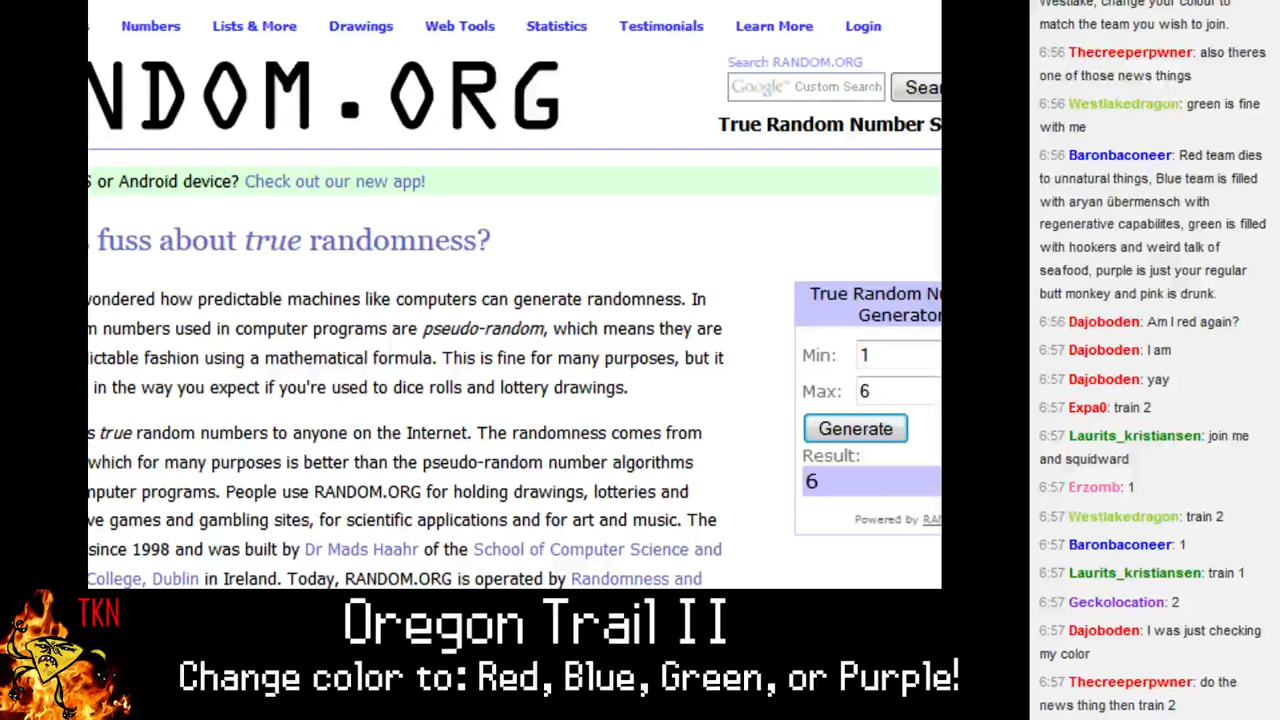 Numbers Lists & More Drawings Web Tools Statistics Testimonials Learn More Login
NDOM.ORG
Search RANDOM.ORG
Google™ Custom Search Sear
True Random Number S
S or Android device? Check out our new app!
fuss about true randomness?
wondered how predictable machines like computers can generate randomness. In
m numbers used in computer programs are pseudo-random, which means they are
ictable fashion using a mathematical formula. This is fine for many purposes, but it
in the way you expect if you're used to dice rolls and lottery drawings.
s true random numbers to anyone on the Internet. The randomness comes from
which for many purposes is better than the pseudo-random number algorithms
mputer programs. People use RANDOM.ORG for holding drawings, lotteries and
ve games and gambling sites, for scientific applications and for art and music. The
since 1998 and was built by Dr Mads Haahr of the School of Computer Science and
College, Dublin in Ireland. Today, RANDOM.ORG is operated by Randomness and
True Random Nu
Generator
Min: 1
Max: 6
Generate
Result:
6
Powered by RAN
TKN
Oregon Trail II
Change color to: Red, Blue, Green, or Purple!
Westlake, change your colour to
match the team you wish to join.
6:56 Thecreeperpwner: also theres
one of those news things
6:56 Westlakedragon: green is fine
with me
6:56 Baronbaconeer: Red team dies
to unnatural things, Blue team is filled
with aryan übermensch with
regenerative capabilites, green is filled
with hookers and weird talk of
seafood, purple is just your regular
butt monkey and pink is drunk.
6:56 Dajoboden: Am I red again?
6:57 Dajoboden: I am
6:57 Dajoboden: yay
6:57 Expa0: train 2
6:57 Laurits_kristiansen: join me
and squidward
6:57 Erzomb: 1
6:57 Westlakedragon: train 2
6:57 Baronbaconeer: 1
6:57 Laurits_kristiansen: train 1
6:57 Geckolocation: 2
6:57 Dajoboden: I was just checking
my color
6:57 Thecreeperpwner: do the
news thing then train 2